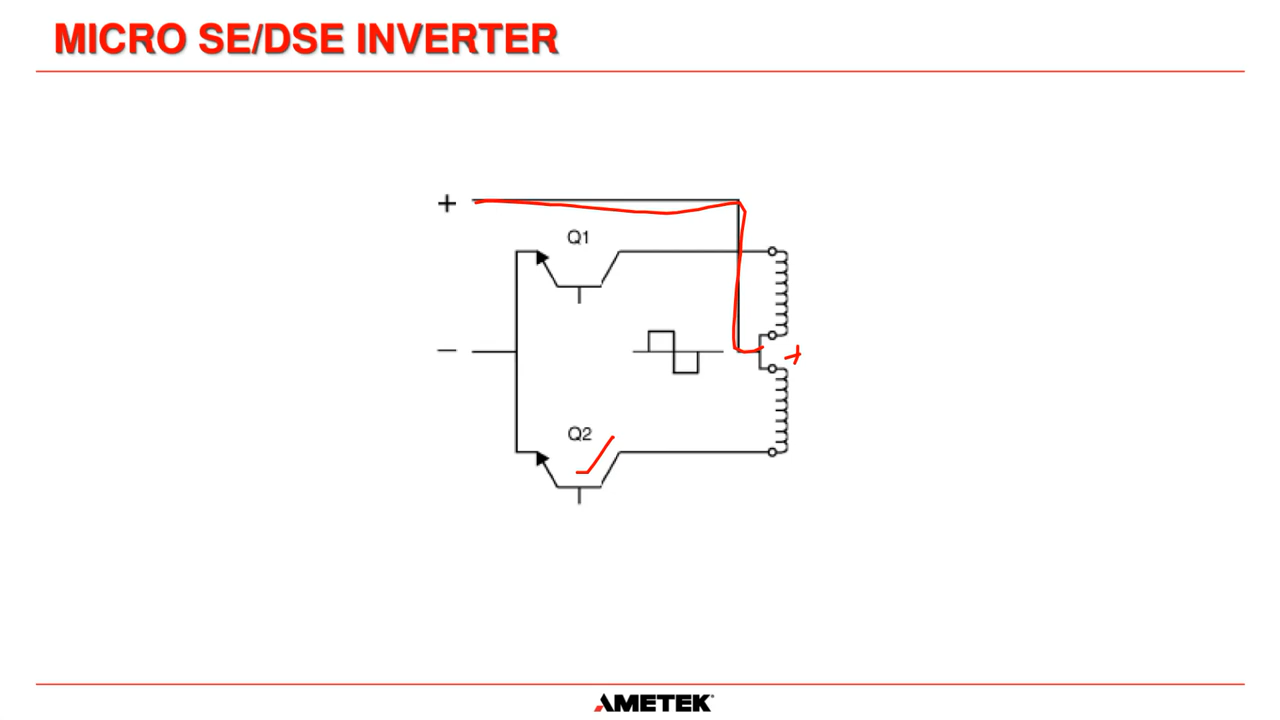 MICRO SE/DSE INVERTER
+
Q1
−
+
Q2
AMETEK